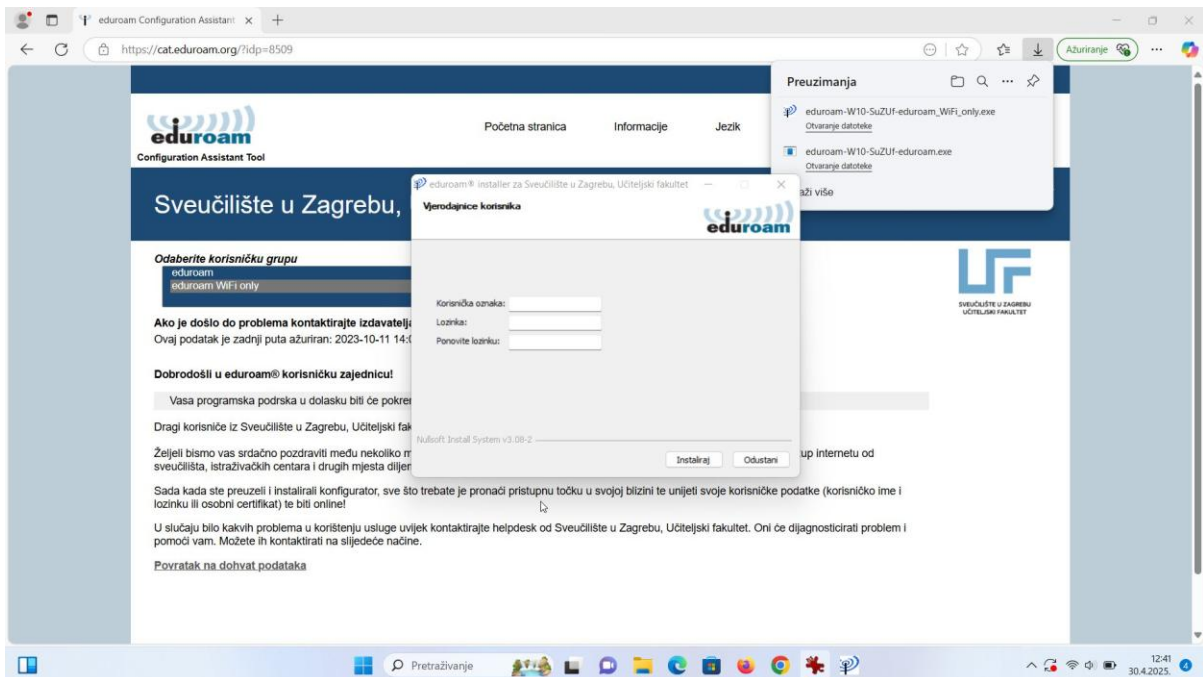 eduroam Configuration Assistant
https://cat.eduroam.org/?idp=8509
Ažuriranje
Preuzimanja
eduroam-W10-SuZUf-eduroam_WiFi_only.exe
Otvaranje datoteke
eduroam-W10-SuZUf-eduroam.exe
Otvaranje datoteke
aži više
eduroam
Configuration Assistant Tool
Početna stranica Informacije Jezik
Sveučilište u Zagrebu,
eduroam® installer za Sveučilište u Zagrebu, Učiteljski fakultet
Vjerodajnice korisnika
eduroam
Korisnička oznaka:
Lozinka:
Ponovite lozinku:
Nullsoft Install System v3.08-2
Instaliraj Odustani
Odaberite korisničku grupu
eduroam
eduroam WiFi only
SVEUČILIŠTE U ZAGREBU
UČITELJSKI FAKULTET
Ako je došlo do problema kontaktirajte izdavatelj
Ovaj podatak je zadnji puta ažuriran: 2023-10-11 14:
Dobrodošli u eduroam® korisničku zajednicu!
Vasa programska podrska u dolasku biti će pokre
Dragi korisniče iz Sveučilište u Zagrebu, Učiteljski fak
Željeli bismo vas srdačno pozdraviti među nekoliko m up internetu od
sveučilišta, istraživačkih centara i drugih mjesta diljer
Sada kada ste preuzeli i instalirali konfigurator, sve što trebate je pronaći pristupnu točku u svojoj blizini te unijeti svoje korisničke podatke (korisničko ime i
lozinku ili osobni certifikat) te biti online!
U slučaju bilo kakvih problema u korištenju usluge uvijek kontaktirajte helpdesk od Sveučilište u Zagrebu, Učiteljski fakultet. Oni će dijagnosticirati problem i
pomoći vam. Možete ih kontaktirati na slijedeće načine.
Povratak na dohvat podataka
Pretraživanje
12:41
30.4.2025.
4